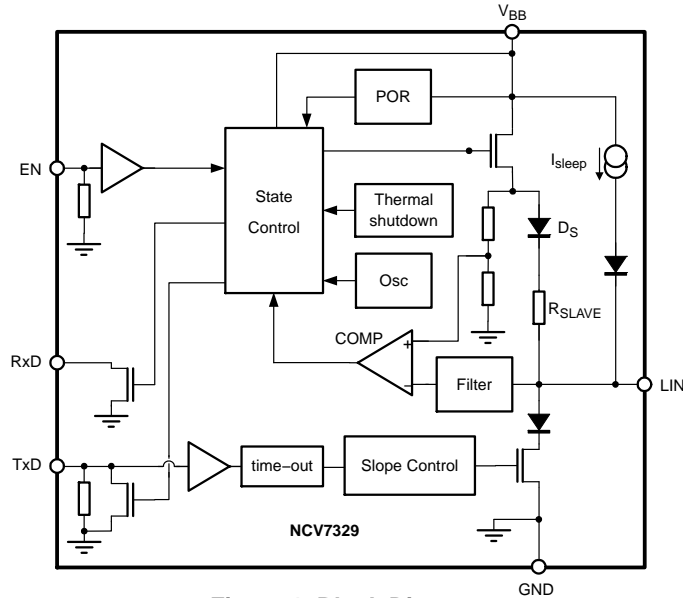 VBB
POR
EN
Isleep
State
Control
Thermal
shutdown
DS
Osc
RSLAVE
COMP
+
−
RxD
Filter
LIN
TxD
time−out
Slope Control
NCV7329
GND